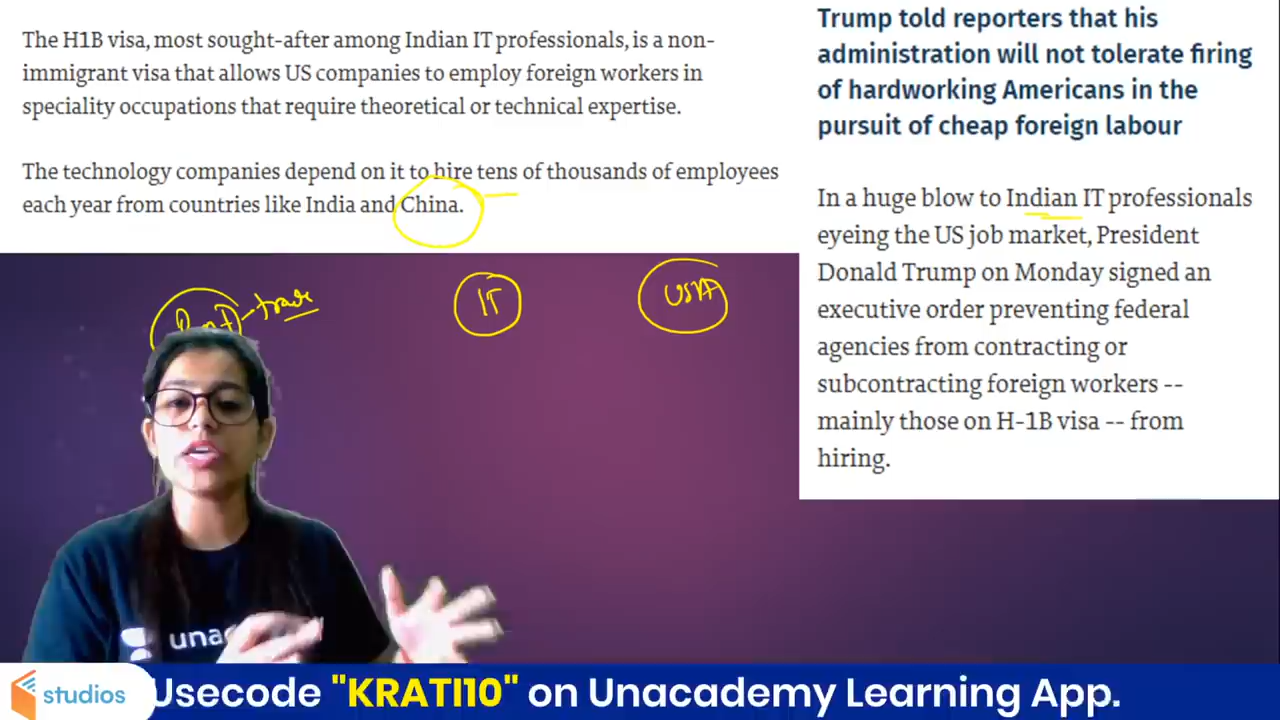 The H1B visa, most sought-after among Indian IT professionals, is a non-
immigrant visa that allows US companies to employ foreign workers in
speciality occupations that require theoretical or technical expertise.
The technology companies depend on it to hire tens of thousands of employees
each year from countries like India and China.
Trump told reporters that his
administration will not tolerate firing
of hardworking Americans in the
pursuit of cheap foreign labour
In a huge blow to Indian IT professionals
eyeing the US job market, President
Donald Trump on Monday signed an
executive order preventing federal
agencies from contracting or
subcontracting foreign workers --
mainly those on H-1B visa -- from
hiring.
trade
IT
studios
Usecode "KRATI10" on Unacademy Learning App.